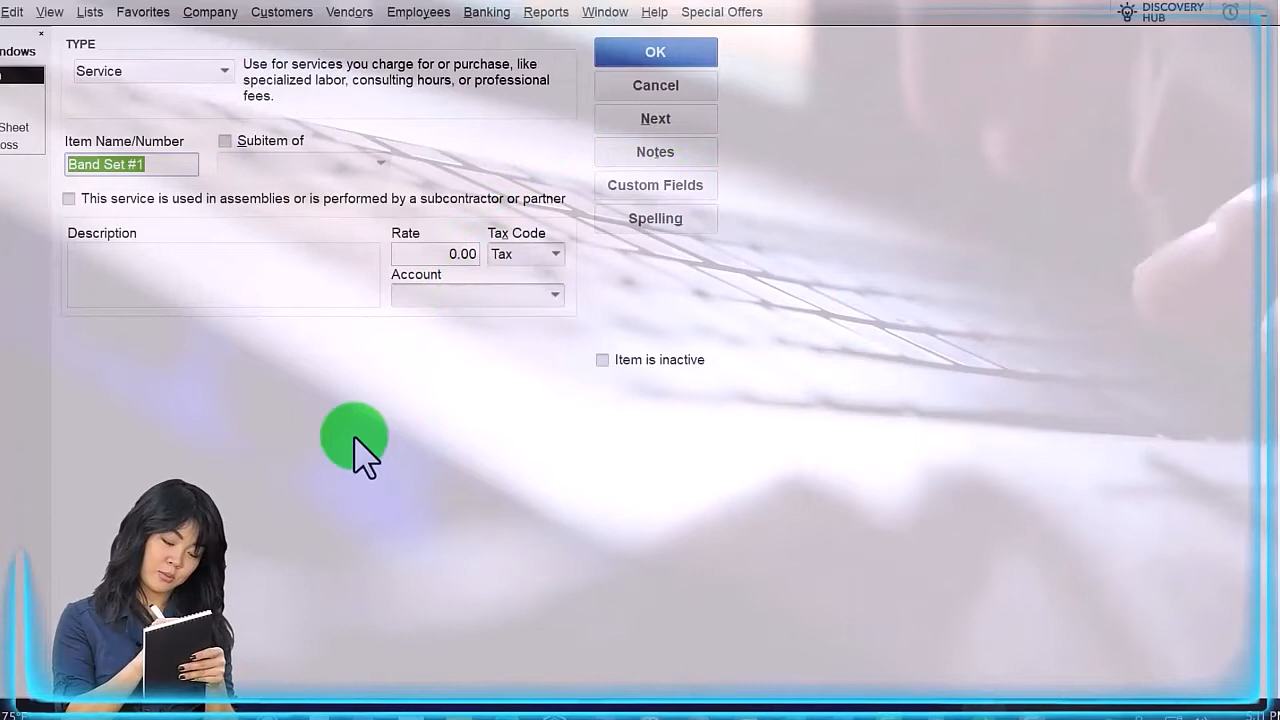 Edit View Lists Favorites Company Customers Vendors Employees Banking Reports Window Help Special Offers DISCOVERY HUB
ndows
TYPE
Service
Use for services you charge for or purchase, like
specialized labor, consulting hours, or professional
fees.
OK
Cancel
Next
Notes
Custom Fields
Spelling
Sheet
oss
Item Name/Number
Subitem of
Band Set #1
This service is used in assemblies or is performed by a subcontractor or partner
Description
Rate
Tax Code
0.00
Tax
Account
Item is inactive
75°